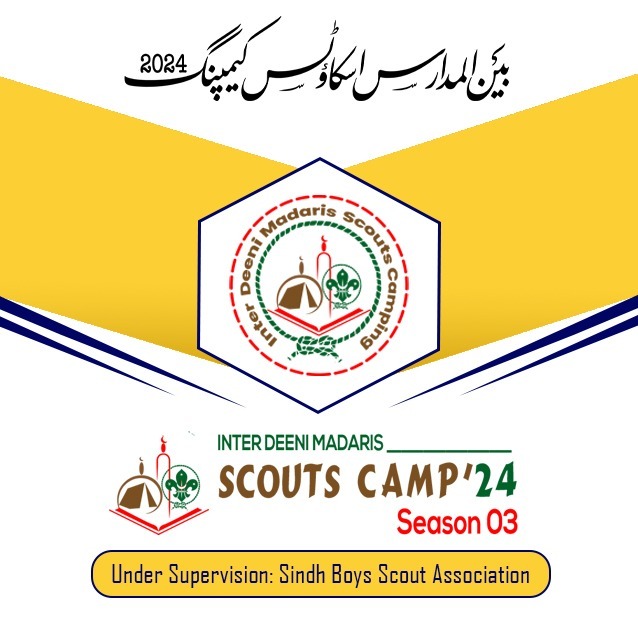 بین المدارس اسکاؤٹس کیمپنگ 2024
Inter Deeni Madaris Scouts Camping
INTER DEENI MADARIS
SCOUTS CAMP'24
Season 03
Under Supervision: Sindh Boys Scout Association